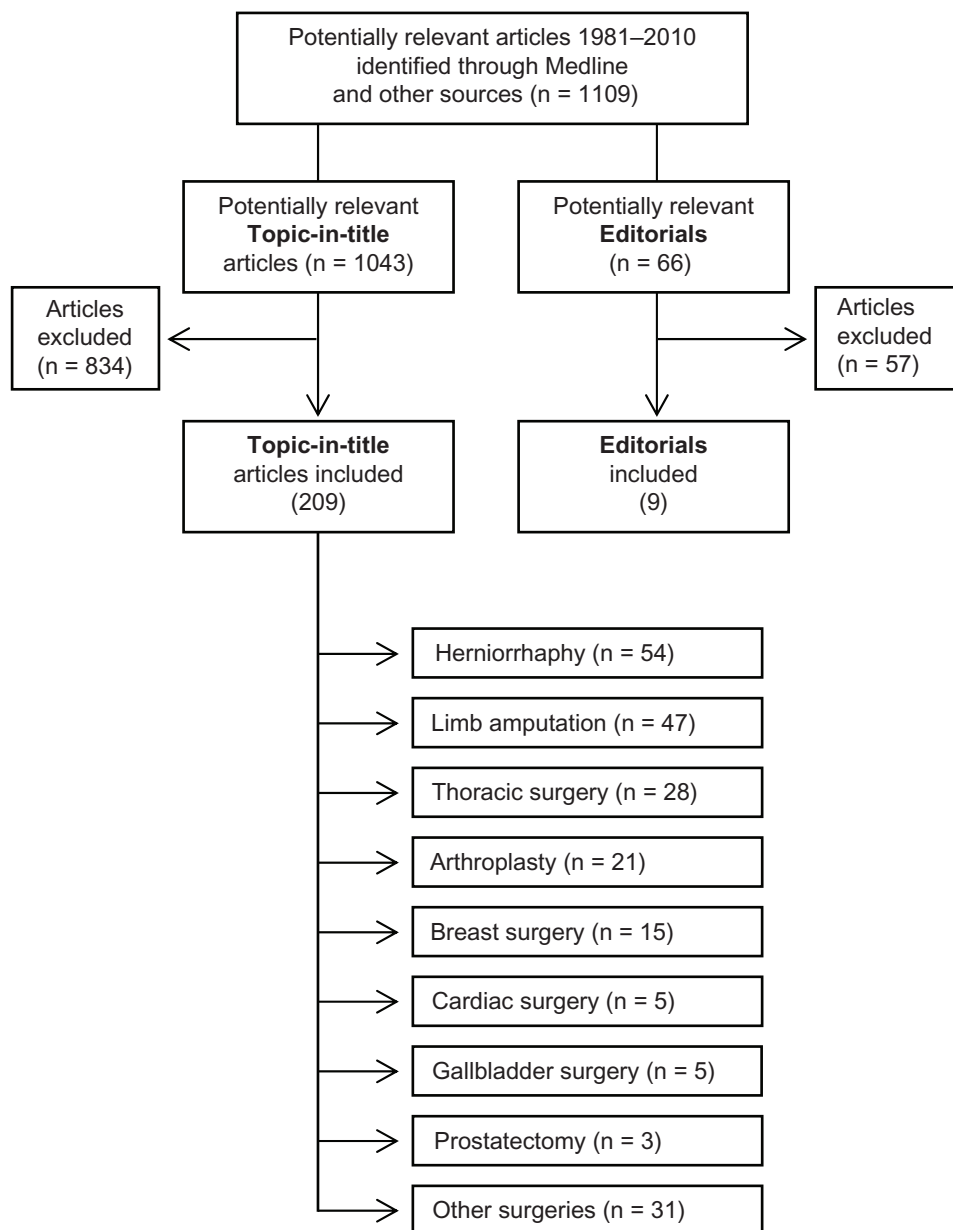 Potentially relevant articles 1981–2010
identified through Medline
and other sources (n = 1109)
Potentially relevant
Topic-in-title
articles (n = 1043)
Potentially relevant
Editorials
(n = 66)
Articles
excluded
(n = 834)
Articles
excluded
(n = 57)
Topic-in-title
articles included
(209)
Editorials
included
(9)
Herniorrhaphy (n = 54)
Limb amputation (n = 47)
Thoracic surgery (n = 28)
Arthroplasty (n = 21)
Breast surgery (n = 15)
Cardiac surgery (n = 5)
Gallbladder surgery (n = 5)
Prostatectomy (n = 3)
Other surgeries (n = 31)